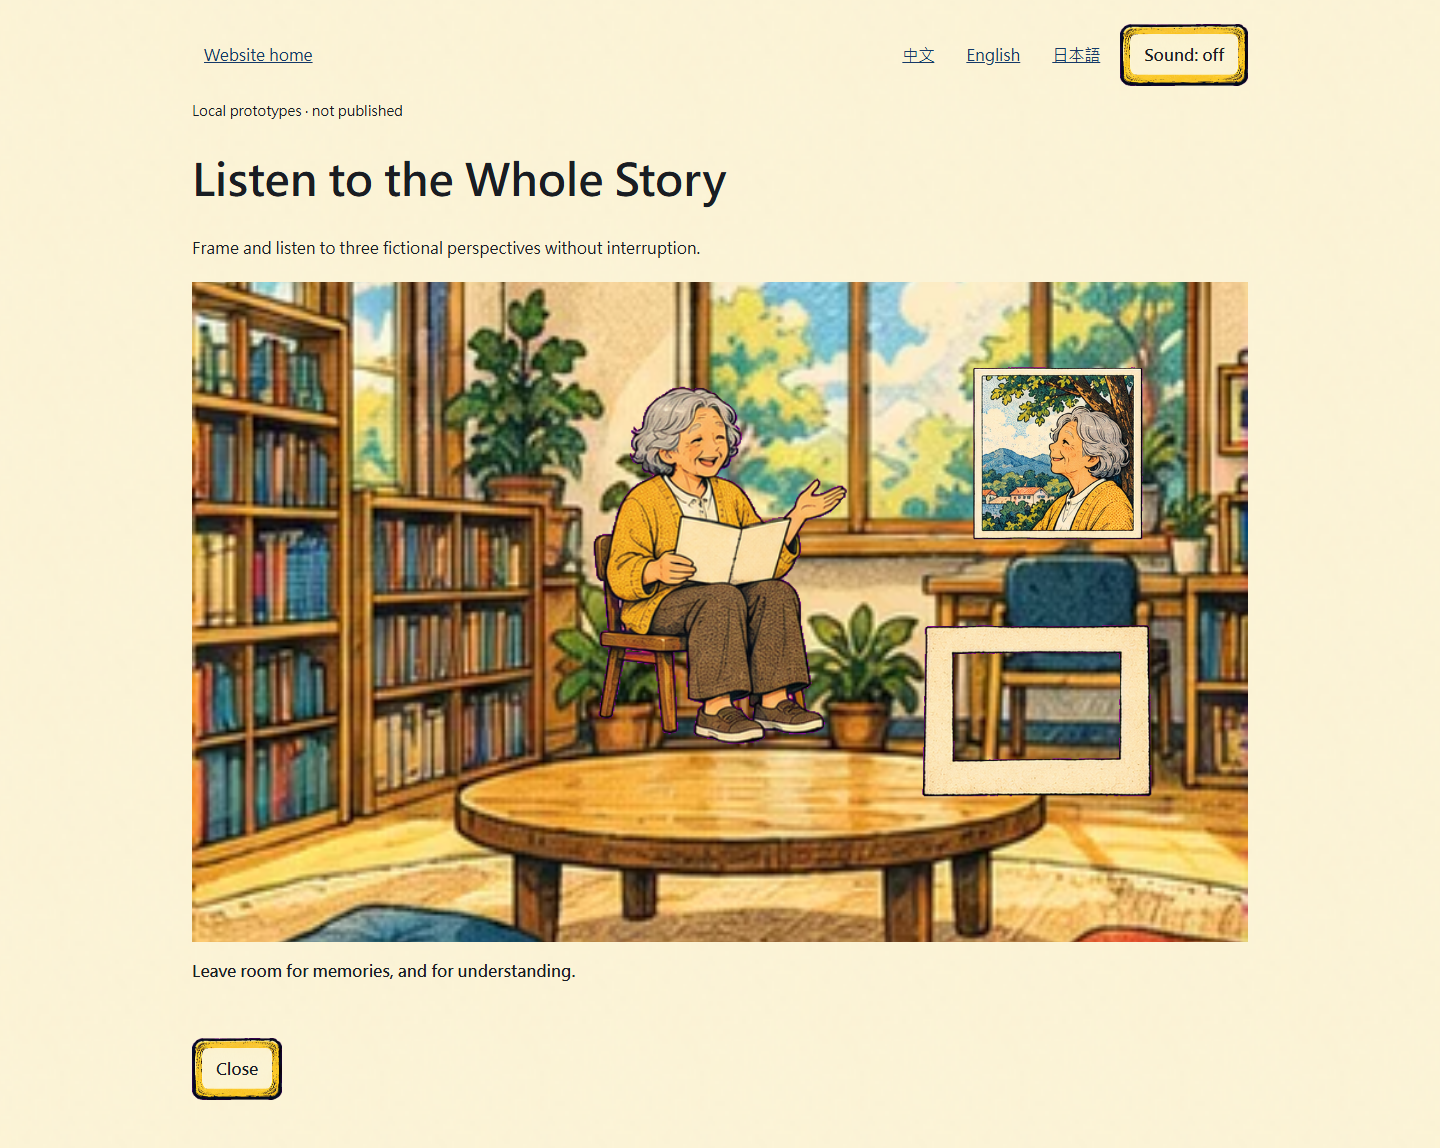 Website home
中文
English
日本語
Sound: off
Local prototypes · not published
Listen to the Whole Story
Frame and listen to three fictional perspectives without interruption.
Leave room for memories, and for understanding.
Close